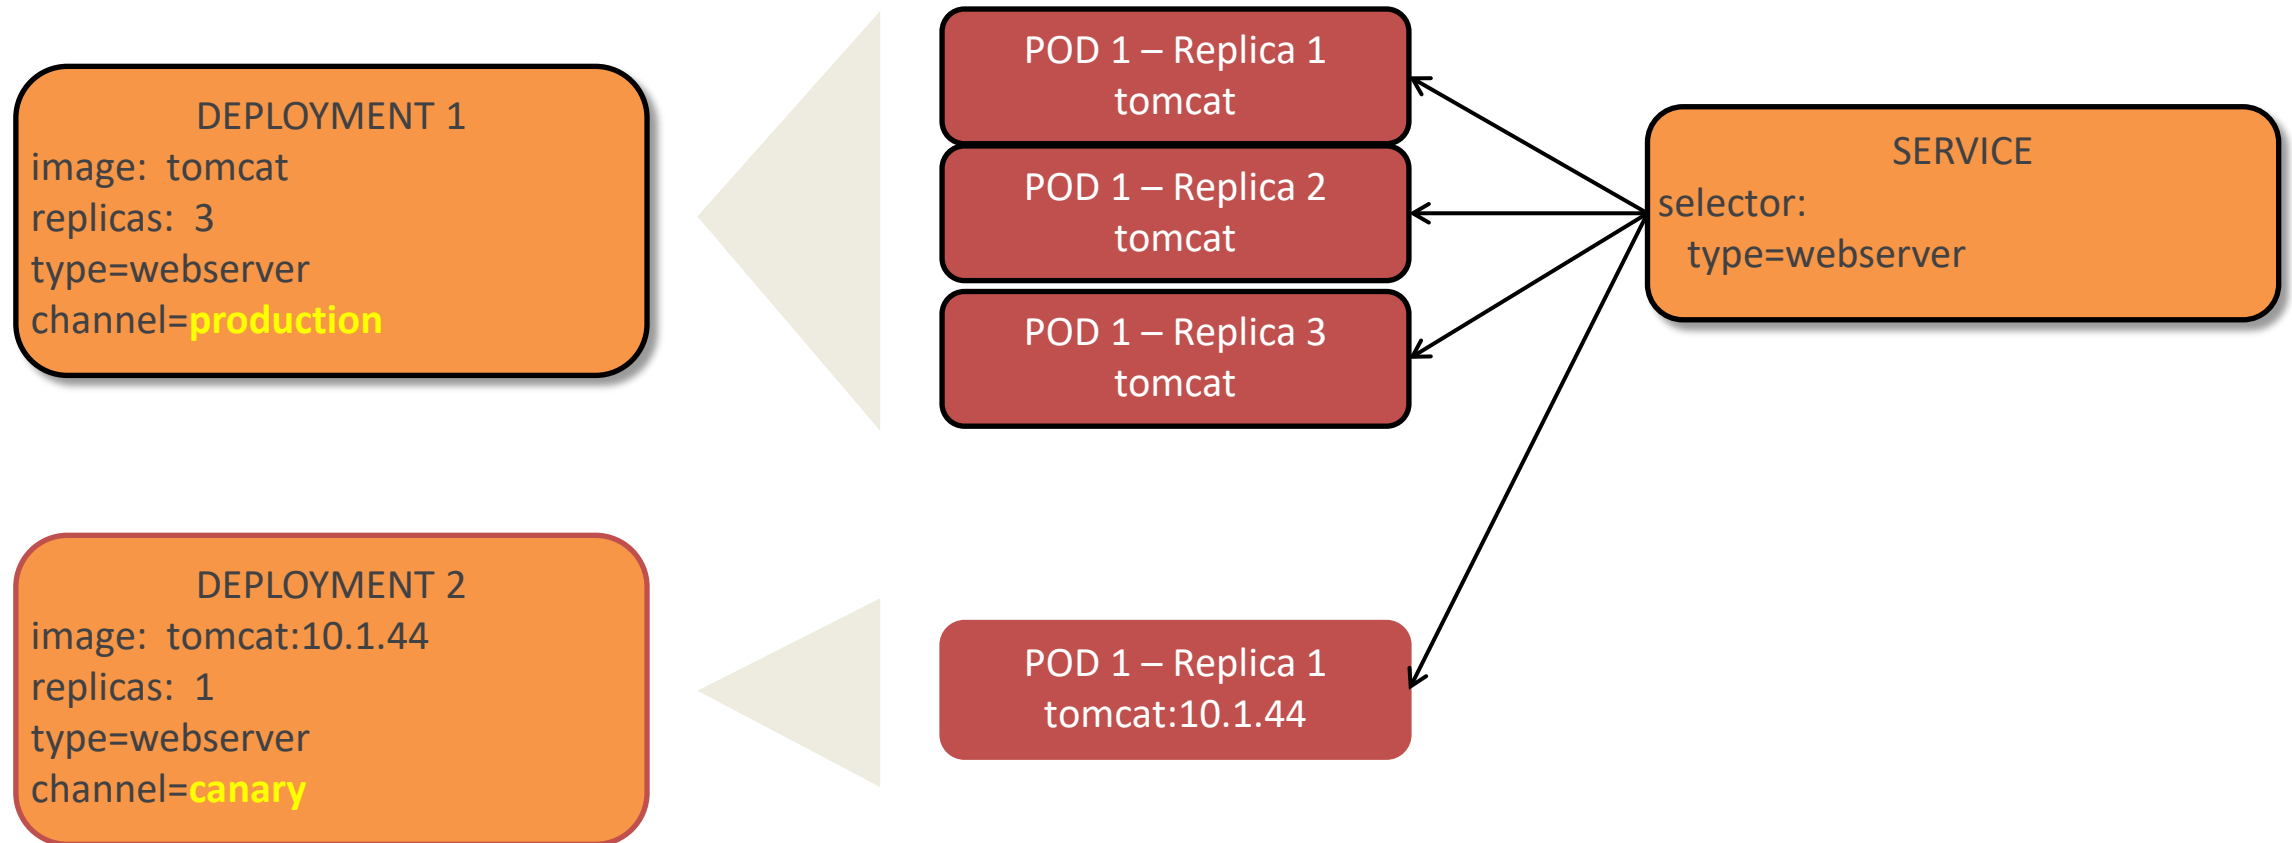 DEPLOYMENT 1
image: tomcat
replicas: 3
type=webserver
channel=production
POD 1 – Replica 1
tomcat
POD 1 – Replica 2
tomcat
POD 1 – Replica 3
tomcat
SERVICE
selector:
type=webserver
DEPLOYMENT 2
image: tomcat:10.1.44
replicas: 1
type=webserver
channel=canary
POD 1 – Replica 1
tomcat:10.1.44